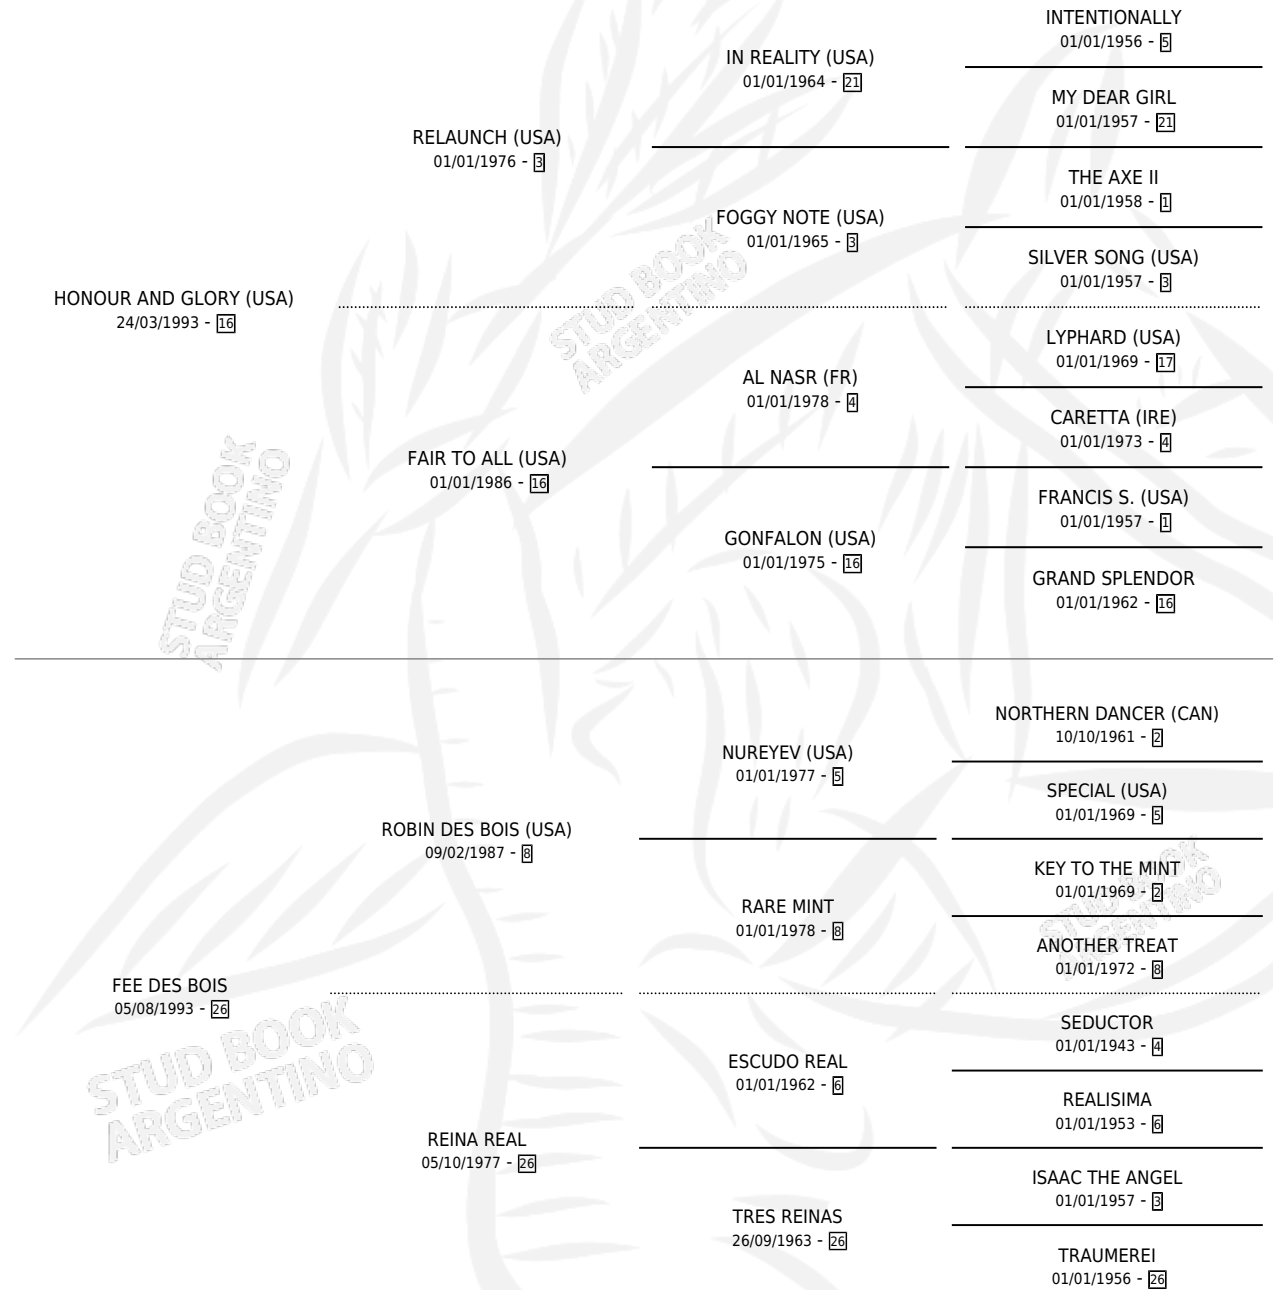 INTENTIONALLY
01/01/1956 - 5
IN REALITY (USA)
01/01/1964 - 21
MY DEAR GIRL
01/01/1957 - 21
RELAUNCH (USA)
01/01/1976 - 3
THE AXE II
01/01/1958 - 1
FOGGY NOTE (USA)
01/01/1965 - 3
SILVER SONG (USA)
01/01/1957 - 3
HONOUR AND GLORY (USA)
24/03/1993 - 16
LYPHARD (USA)
01/01/1969 - 17
AL NASR (FR)
01/01/1978 - 4
CARETTA (IRE)
01/01/1973 - 4
FAIR TO ALL (USA)
01/01/1986 - 16
FRANCIS S. (USA)
01/01/1957 - 1
GONFALON (USA)
01/01/1975 - 16
GRAND SPLENDOR
01/01/1962 - 16
NORTHERN DANCER (CAN)
10/10/1961 - 2
NUREYEV (USA)
01/01/1977 - 5
SPECIAL (USA)
01/01/1969 - 5
ROBIN DES BOIS (USA)
09/02/1987 - 8
KEY TO THE MINT
01/01/1969 - 2
RARE MINT
01/01/1978 - 8
ANOTHER TREAT
01/01/1972 - 8
FEE DES BOIS
05/08/1993 - 26
SEDUCTOR
01/01/1943 - 4
ESCUDO REAL
01/01/1962 - 6
REALISIMA
01/01/1953 - 6
REINA REAL
05/10/1977 - 26
ISAAC THE ANGEL
01/01/1957 - 3
TRES REINAS
26/09/1963 - 26
TRAUMEREI
01/01/1956 - 26
STUD BOOK
ARGENTINO
STUD BOOK
ARGENTINO
STUD BOOK
ARGENTINO
STUD BOOK
ARGENTINO